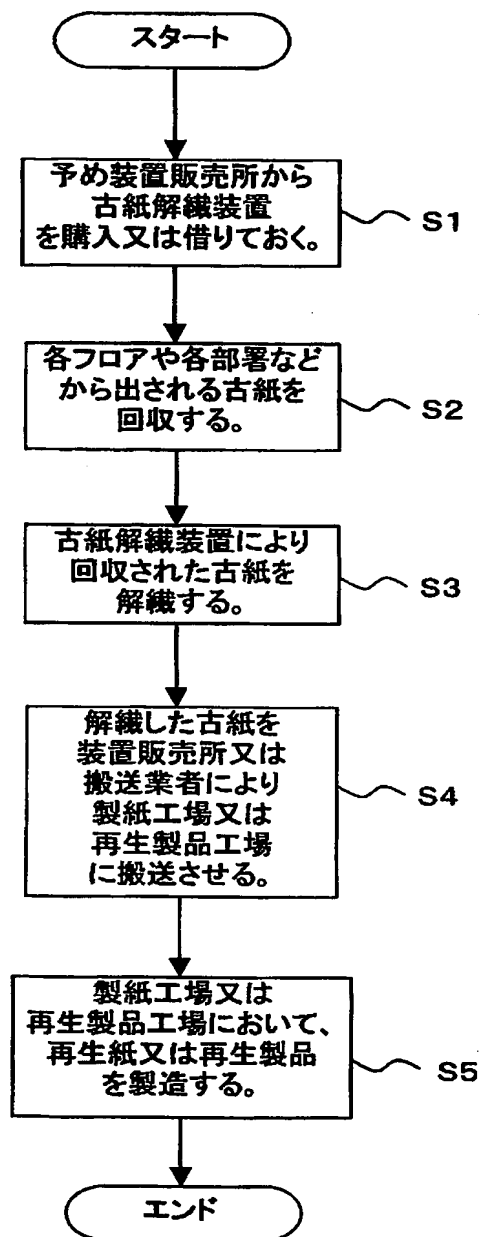 スタート
予め装置販売所から
古紙解繊装置
を購入又は借りておく。
S1
各フロアや各部署など
から出される古紙を
回収する。
S2
古紙解繊装置により
回収された古紙を
解繊する。
S3
解繊した古紙を
装置販売所又は
搬送業者により
製紙工場又は
再生製品工場
に搬送させる。
S4
製紙工場又は
再生製品工場において、
再生紙又は再生製品
を製造する。
S5
エンド